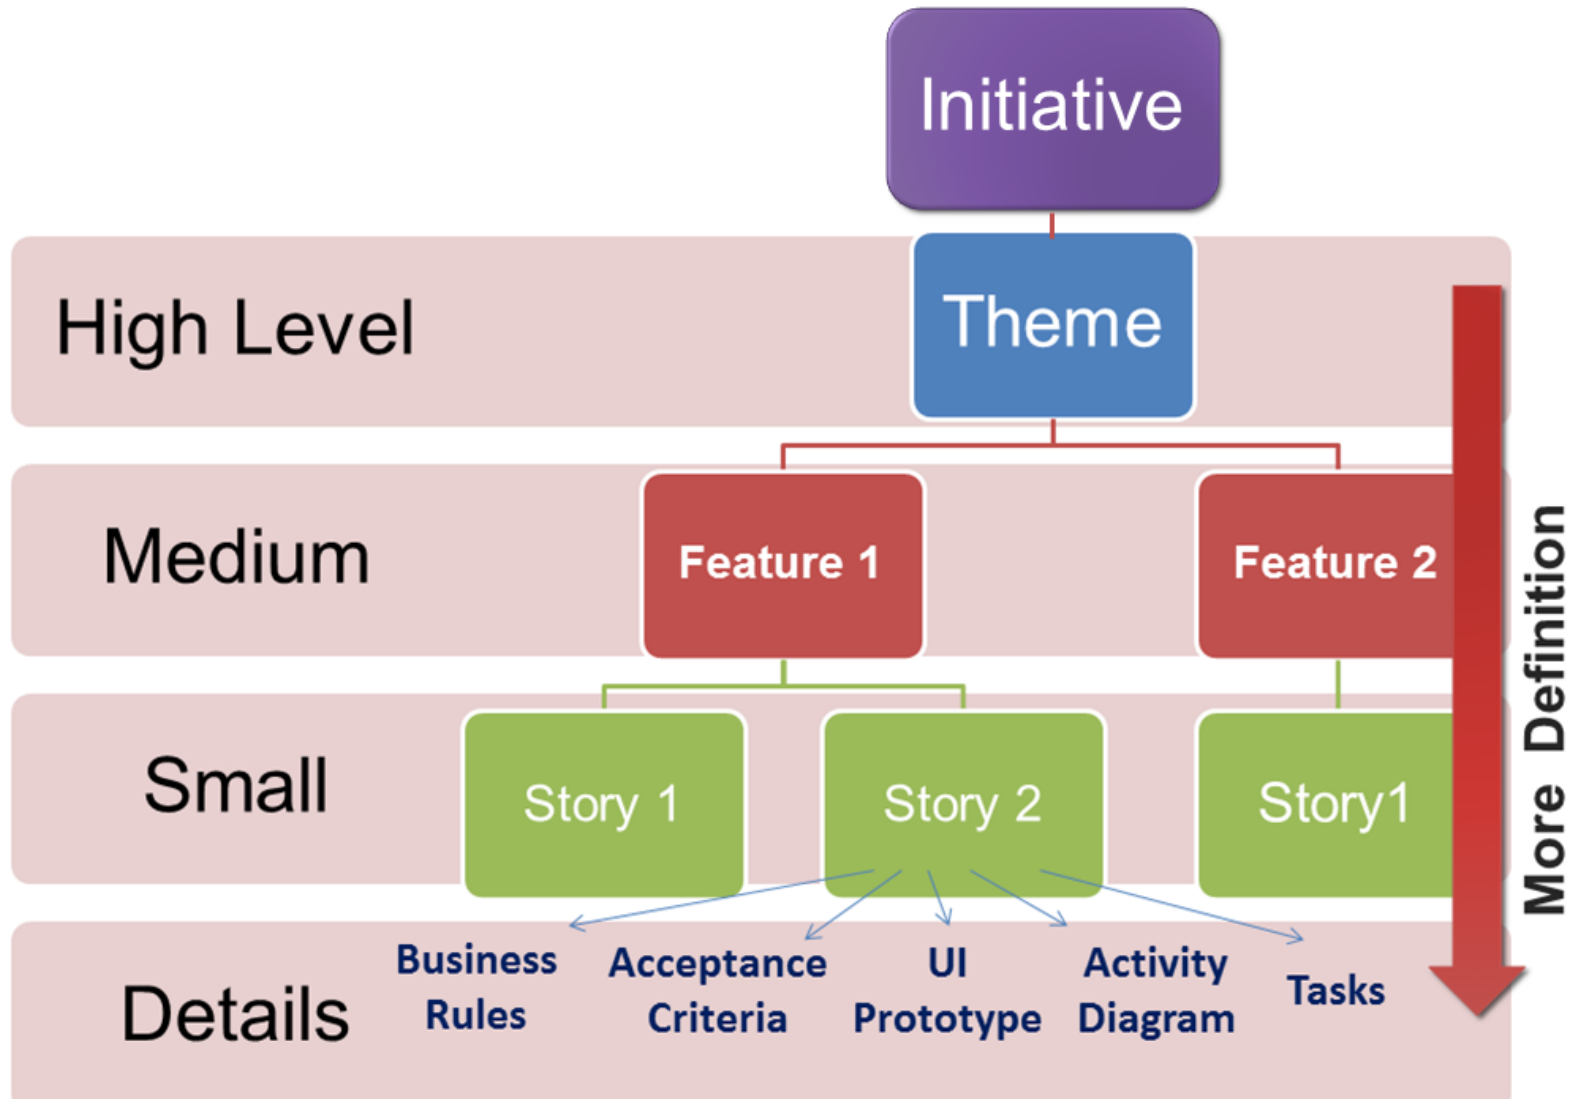 Initiative
High Level
Theme
Medium
Feature 1
Feature 2
Small
Story 1
Story 2
Story1
Details
Business
Rules
Acceptance
Criteria
UI
Prototype
Activity
Diagram
Tasks
More Definition